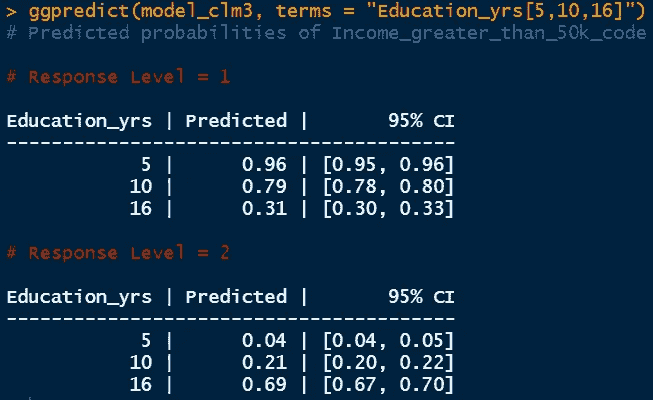 > ggpredict(model_clm3, terms = "Education_yrs[5,10,16]")
# Predicted probabilities of Income_greater_than_50k_code
# Response Level = 1
Education_yrs | Predicted | 95% CI
----------------------------------------
5 | 0.96 | [0.95, 0.96]
10 | 0.79 | [0.78, 0.80]
16 | 0.31 | [0.30, 0.33]
# Response Level = 2
Education_yrs | Predicted | 95% CI
----------------------------------------
5 | 0.04 | [0.04, 0.05]
10 | 0.21 | [0.20, 0.22]
16 | 0.69 | [0.67, 0.70]